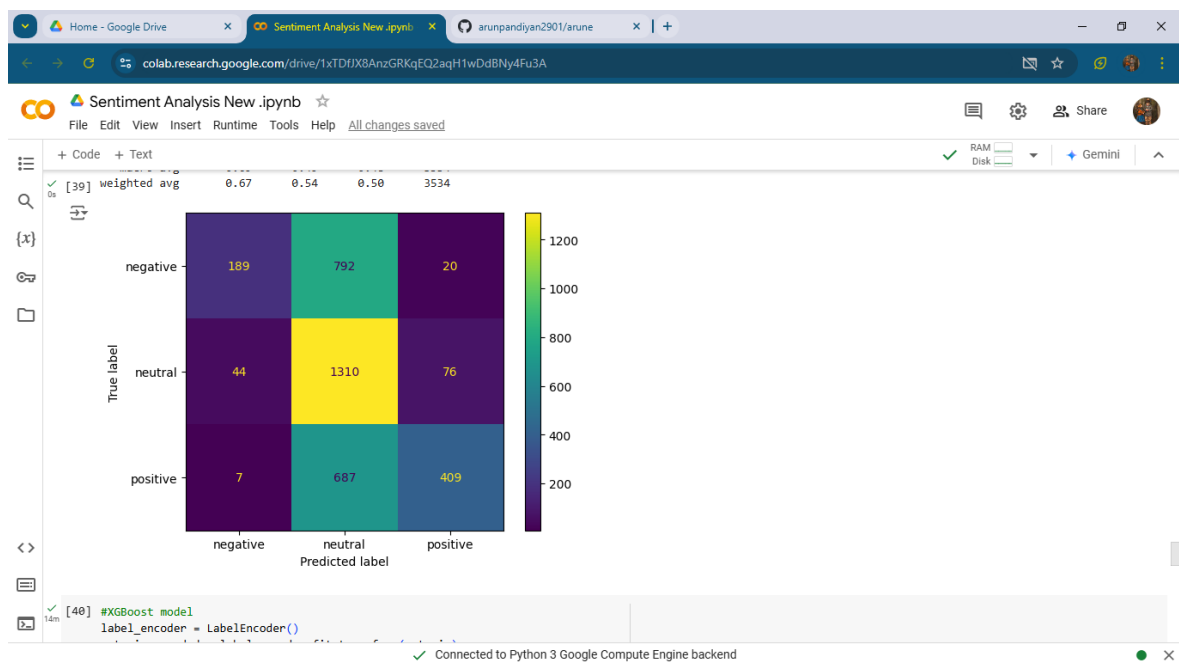 Home - Google Drive
Sentiment Analysis New .ipynb
arunpandiyan2901/arune
colab.research.google.com/drive/1xTDfJX8AnzGRKqEQ2aqH1wDdBNy4Fu3A
Sentiment Analysis New .ipynb
File Edit View Insert Runtime Tools Help All changes saved
Share
+ Code + Text
RAM
Disk
Gemini
[39] weighted avg 0.67 0.54 0.50 3534
0s
{x}
negative 189 792 20
neutral 44 1310 76
positive 7 687 409
True label
negative neutral positive
Predicted label
1200
1000
800
600
400
200
[40] #XGBoost model
14m
label_encoder = LabelEncoder()
Connected to Python 3 Google Compute Engine backend